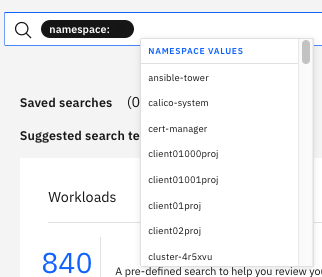 namespace:
NAMESPACE VALUES
ansible-tower
Saved searches (0
calico-system
cert-manager
Suggested search te
client01000proj
client01001proj
Workloads
client01proj
client02proj
840
cluster-4r5xvu
A pre-defined search to help you review you